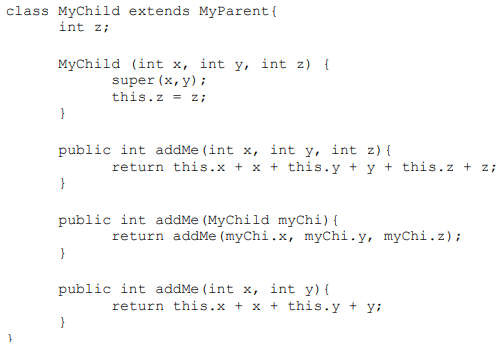 class MyChild extends MyParent{
int z;
MyChild (int x, int y, int z) {
super(x,y);
this.z = z;
}
public int addMe(int x, int y, int z){
return this.x + x + this.y + y + this.z + z;
}
public int addMe(MyChild myChi){
return addMe(myChi.x, myChi.y, myChi.z);
}
public int addMe(int x, int y){
return this.x + x + this.y + y;
}
}